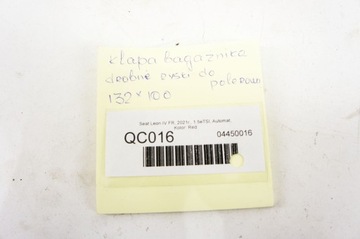 klapa bagażnika
drobne ryski do
polerowania
132 x 100
Seat Leon IV FR, 2021r., 1.5eTSI, Automat
Kolor: Red
QC016
04450016